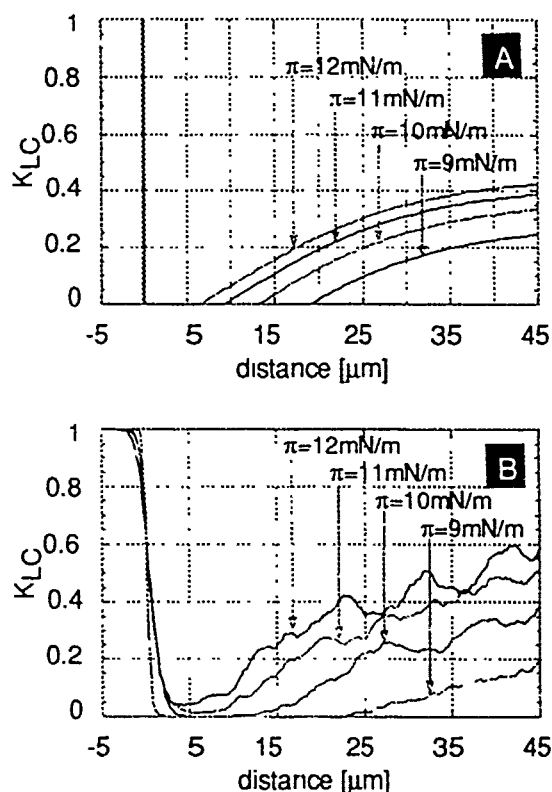 1
A
π=12mN/m
0.8
π=11mN/m
0.6
π=10mN/m
KLC
π=9mN/m
0.4
0.2
0
-5 5 15 25 35 45
distance [μm]
1
π=12mN/m
B
π=11mN/m
0.8
π=10mN/m
π=9mN/m
0.6
KLC
0.4
0.2
0
-5 5 15 25 35 45
distance [μm]